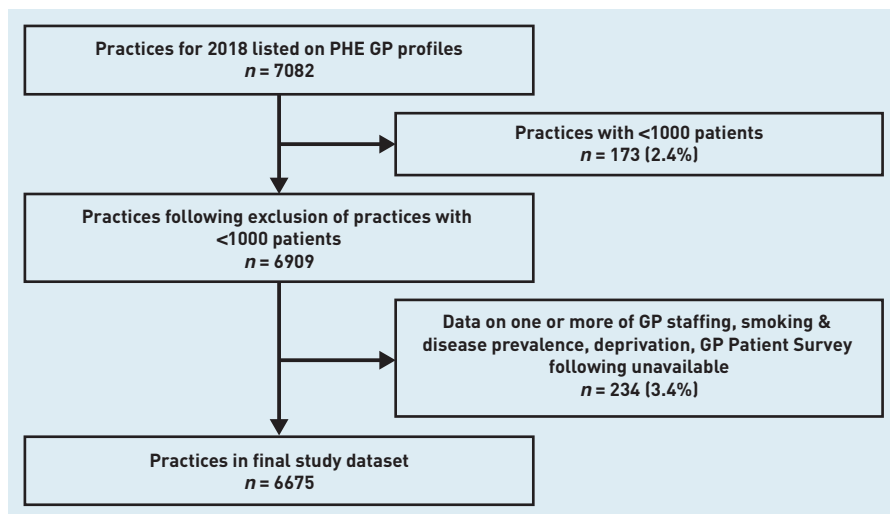 Practices for 2018 listed on PHE GP profiles
n = 7082
Practices with <1000 patients
n = 173 (2.4%)
Practices following exclusion of practices with
<1000 patients
n = 6909
Data on one or more of GP staffing, smoking &
disease prevalence, deprivation, GP Patient Survey
following unavailable
n = 234 (3.4%)
Practices in final study dataset
n = 6675